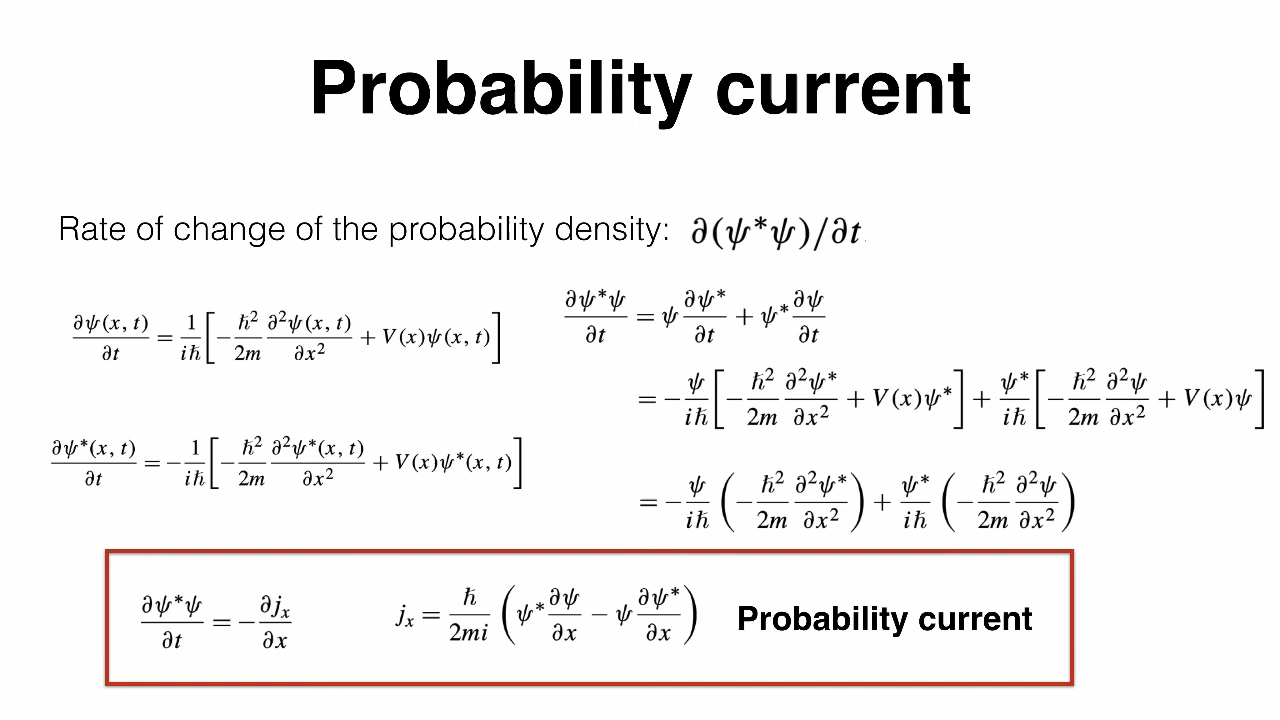 Probability current
Rate of change of the probability density: ∂(ψ*ψ)/∂t
∂ψ(x, t)/∂t = 1/iħ [−ħ²/2m ∂²ψ(x, t)/∂x² + V(x)ψ(x, t)]
∂ψ*(x, t)/∂t = −1/iħ [−ħ²/2m ∂²ψ*(x, t)/∂x² + V(x)ψ*(x, t)]
∂ψ*ψ/∂t = ψ ∂ψ*/∂t + ψ* ∂ψ/∂t
= −ψ/iħ [−ħ²/2m ∂²ψ*/∂x² + V(x)ψ*] + ψ*/iħ [−ħ²/2m ∂²ψ/∂x² + V(x)ψ]
= −ψ/iħ (−ħ²/2m ∂²ψ*/∂x²) + ψ*/iħ (−ħ²/2m ∂²ψ/∂x²)
∂ψ*ψ/∂t = −∂jₓ/∂x jₓ = ħ/2mi (ψ* ∂ψ/∂x − ψ ∂ψ*/∂x) Probability current